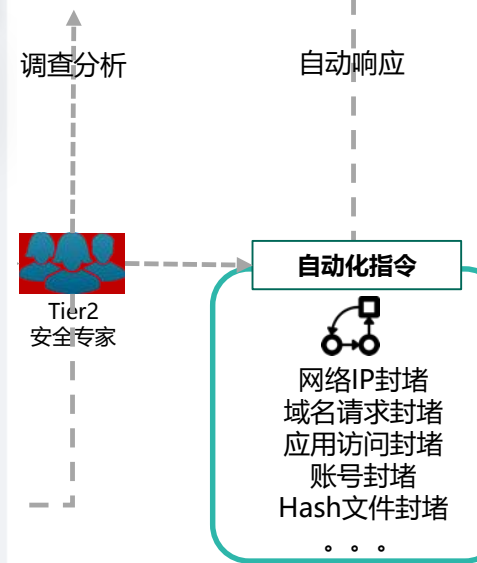 调查分析
自动响应
自动化指令
Tier2
安全专家
网络IP封堵
域名请求封堵
应用访问封堵
账号封堵
Hash文件封堵
。。。